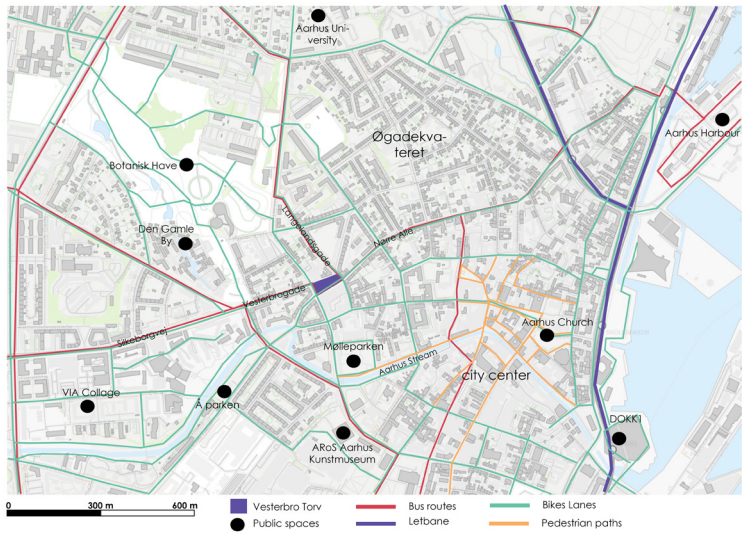 Aarhus Uni-
versity
Øgadekva-
teret
Aarhus Harbour
Botanisk Have
Den Gamle
By
Langelandsgade
Nørre Alle
Vesterbrogade
Silkeborgvej
Mølleparken
Aarhus Stream
Aarhus Church
city center
VIA Collage
Å parken
ARoS Aarhus
Kunstmuseum
DOKK1
0 300 m 600 m
Vesterbro Torv
Public spaces
Bus routes
Letbane
Bikes Lanes
Pedestrian paths